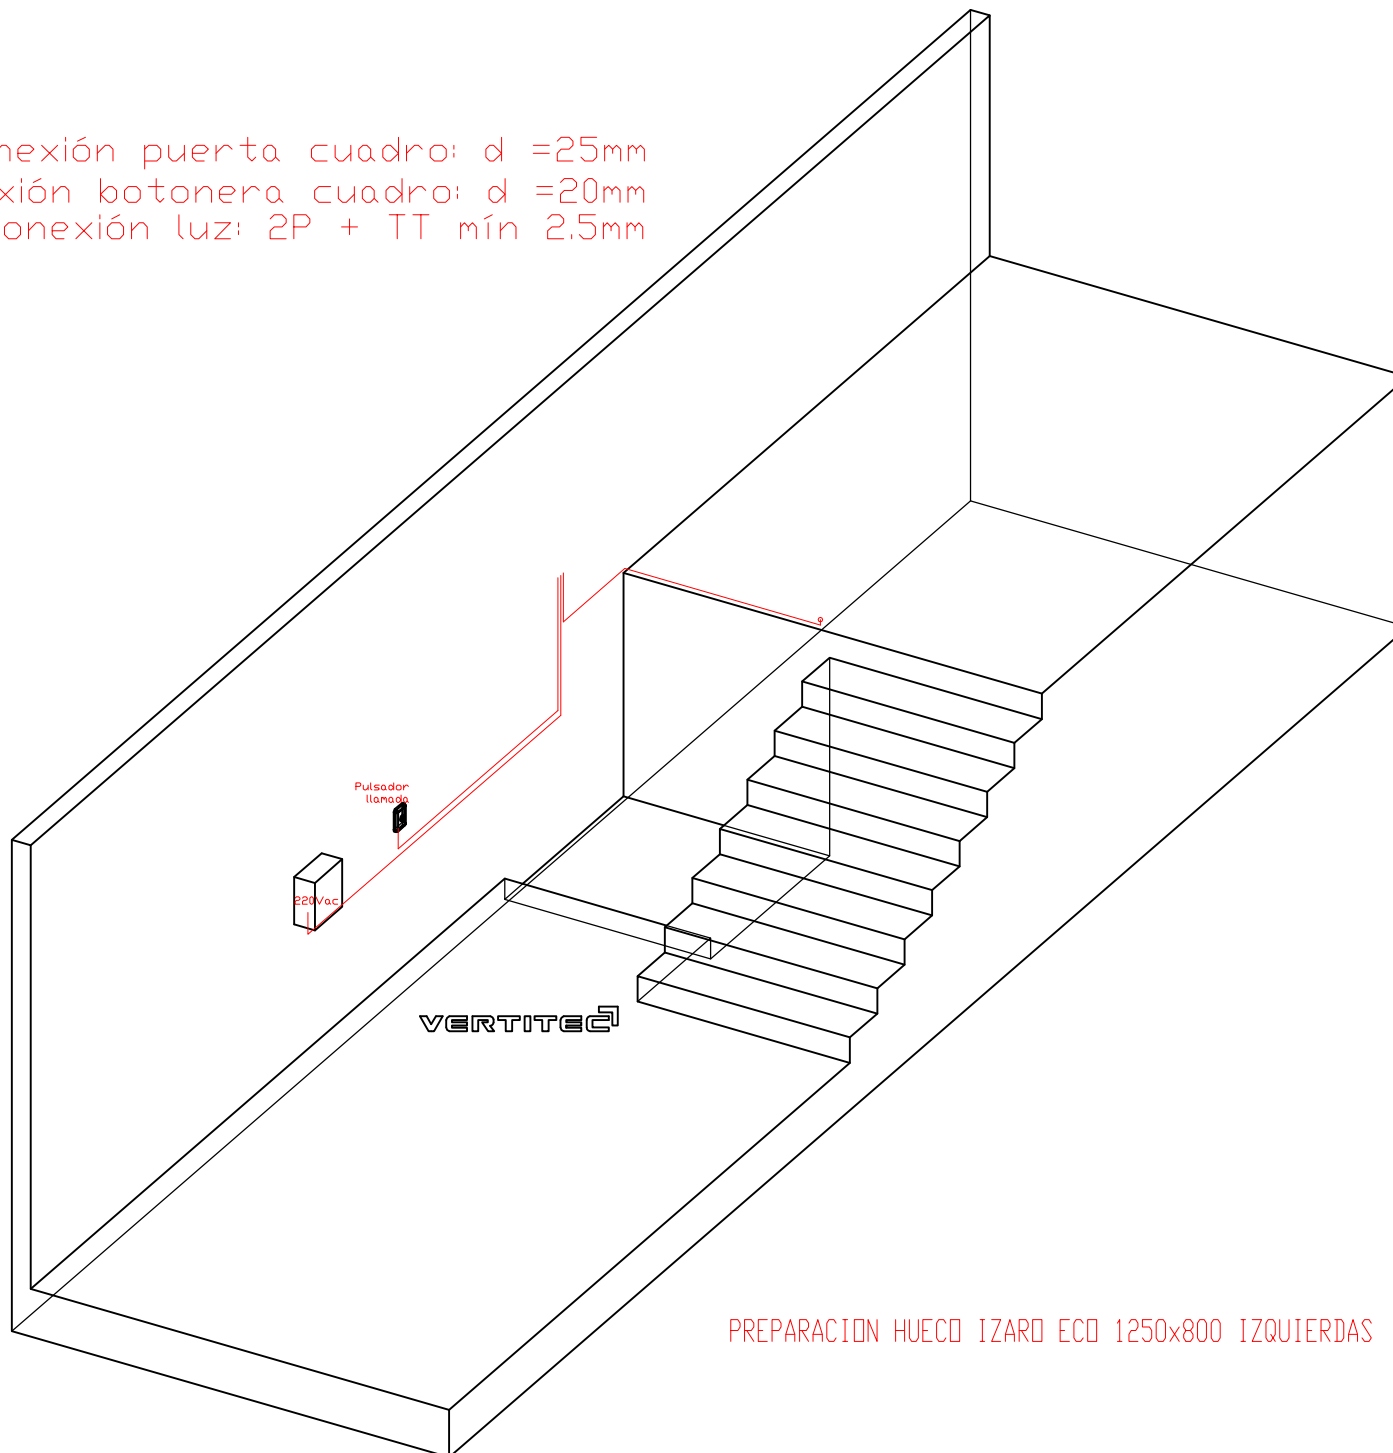 nexión puerta cuadro: d =25mm
xión botonera cuadro: d =20mm
onexión luz: 2P + TT mín 2.5mm
Pulsador
llamada
220Vac
VERTITEC
PREPARACION HUECO IZARO ECO 1250x800 IZQUIERDAS